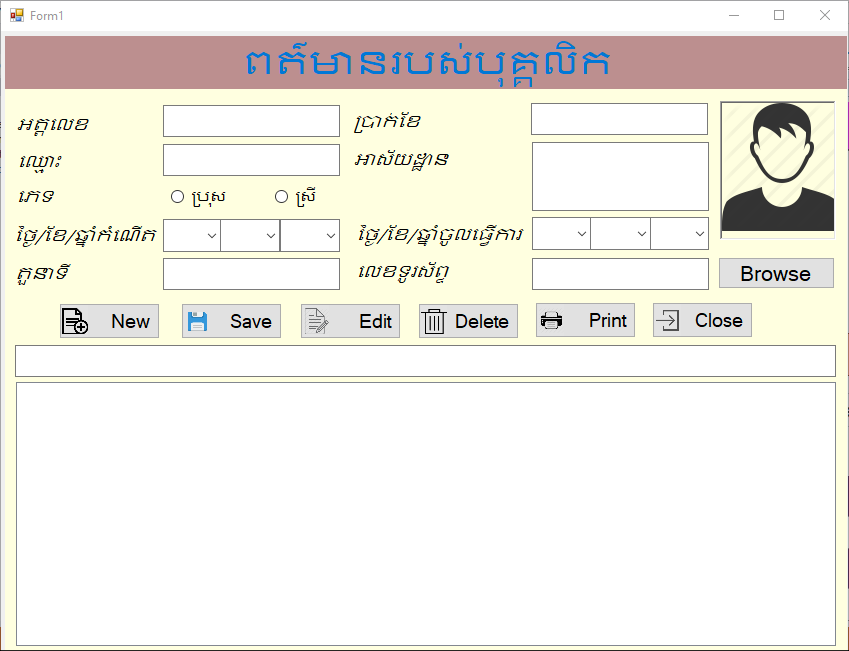 Form1
ពត៌មានរបស់បុគ្គលិក
អត្តលេខ
ប្រាក់ខែ
ឈ្មោះ
អាស័យដ្ឋាន
ភេទ
ប្រុស
ស្រី
ថ្ងៃ/ខែ/ឆ្នាំកំណើត
ថ្ងៃ/ខែ/ឆ្នាំចូលធ្វើការ
តួនាទី
លេខទូរស័ព្ទ
Browse
New
Save
Edit
Delete
Print
Close